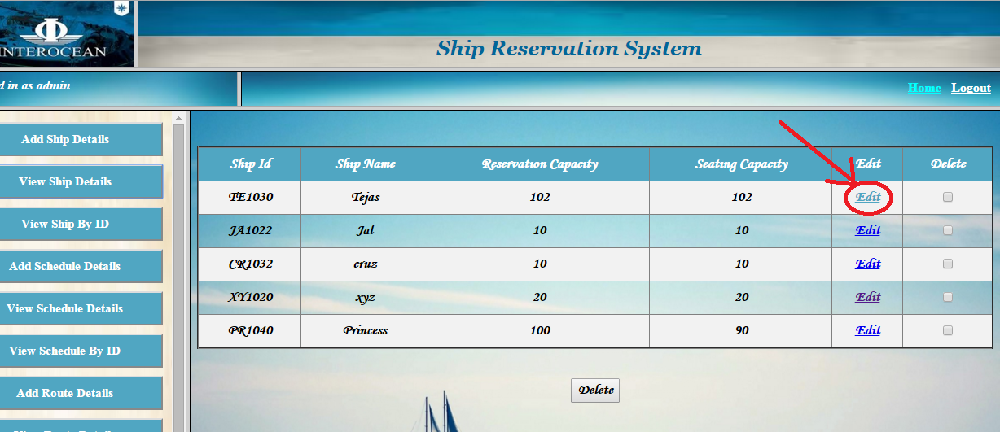 INTEROCEAN
Ship Reservation System
d in as admin
Home Logout
Add Ship Details
View Ship Details
View Ship By ID
Add Schedule Details
View Schedule Details
View Schedule By ID
Add Route Details
Ship Id Ship Name Reservation Capacity Seating Capacity Edit Delete
TE1030 Tejas 102 102 Edit
JA1022 Jal 10 10 Edit
CR1032 cruz 10 10 Edit
XY1020 xyz 20 20 Edit
PR1040 Princess 100 90 Edit
Delete